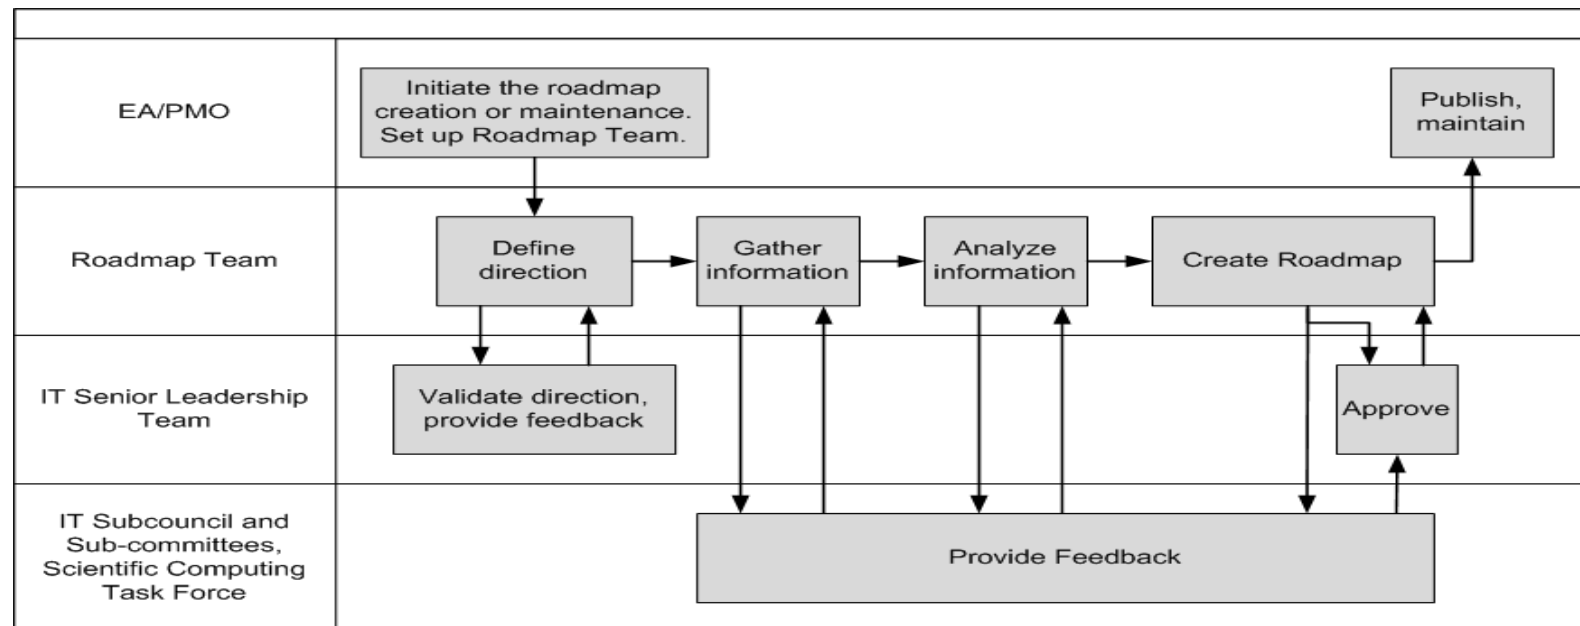 EA/PMO
Initiate the roadmap
creation or maintenance.
Set up Roadmap Team.
Publish,
maintain
Roadmap Team
Define
direction
Gather
information
Analyze
information
Create Roadmap
IT Senior Leadership
Team
Validate direction,
provide feedback
Approve
IT Subcouncil and
Sub-committees,
Scientific Computing
Task Force
Provide Feedback